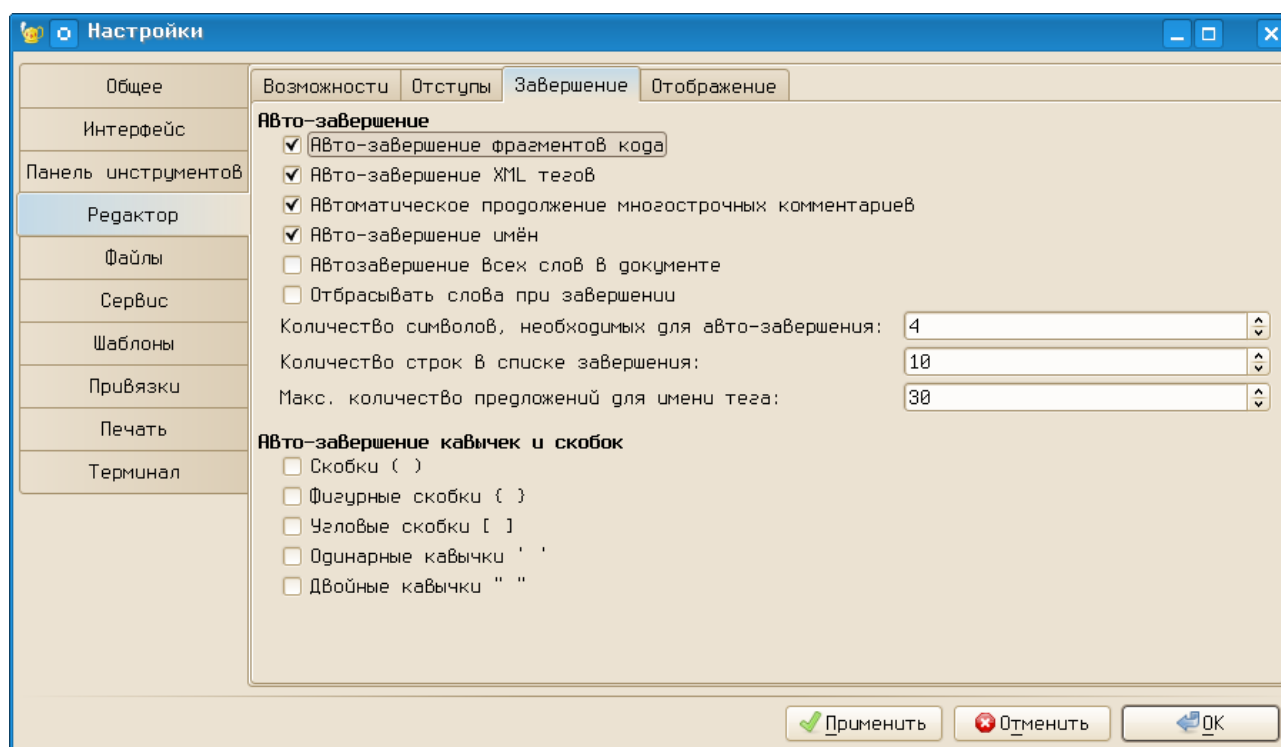 Настройки
Общее
Интерфейс
Панель инструментов
Редактор
Файлы
Сервис
Шаблоны
Привязки
Печать
Терминал
Возможности Отступы Завершение Отображение
Авто-завершение
Авто-завершение фрагментов кода
Авто-завершение XML тегов
Автоматическое продолжение многострочных комментариев
Авто-завершение имён
Автозавершение всех слов в документе
Отбрасывать слова при завершении
Количество символов, необходимых для авто-завершения: 4
Количество строк в списке завершения: 10
Макс. количество предложений для имени тега: 30
Авто-завершение кавычек и скобок
Скобки ( )
Фигурные скобки { }
Угловые скобки [ ]
Одинарные кавычки ' '
Двойные кавычки " "
Применить Отменить OK